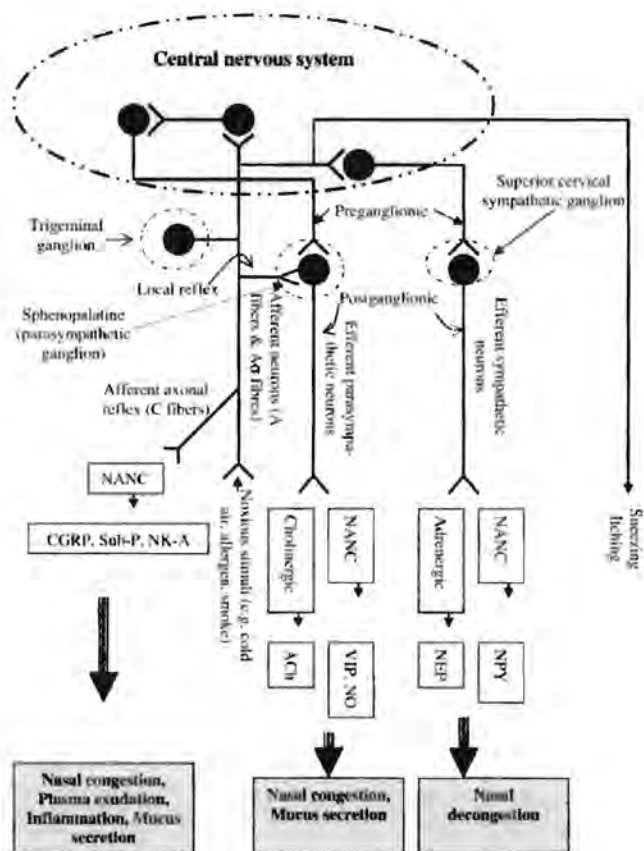 Central nervous system
Superior cervical
sympathetic ganglion
Preganglionic
Trigeminal
ganglion
Local reflex
Sphenopalatine
(parasympathetic
ganglion)
Postganglionic
Afferent neurons (A
fibers & Aσ fibres)
Efferent parasympa-
thetic neurons
Efferent sympathetic
neurons
Afferent axonal
reflex (C fibers)
NANC
CGRP, Sub-P, NK-A
Noxious stimuli (e.g. cold
air, allergen, smoke)
Cholinergic
NANC
Adrenergic
NANC
Sneezing
Itching
ACh
VIP, NO
NEP
NPY
Nasal congestion,
Plasma exudation,
Inflammation, Mucus
secretion
Nasal congestion,
Mucus secretion
Nasal
decongestion